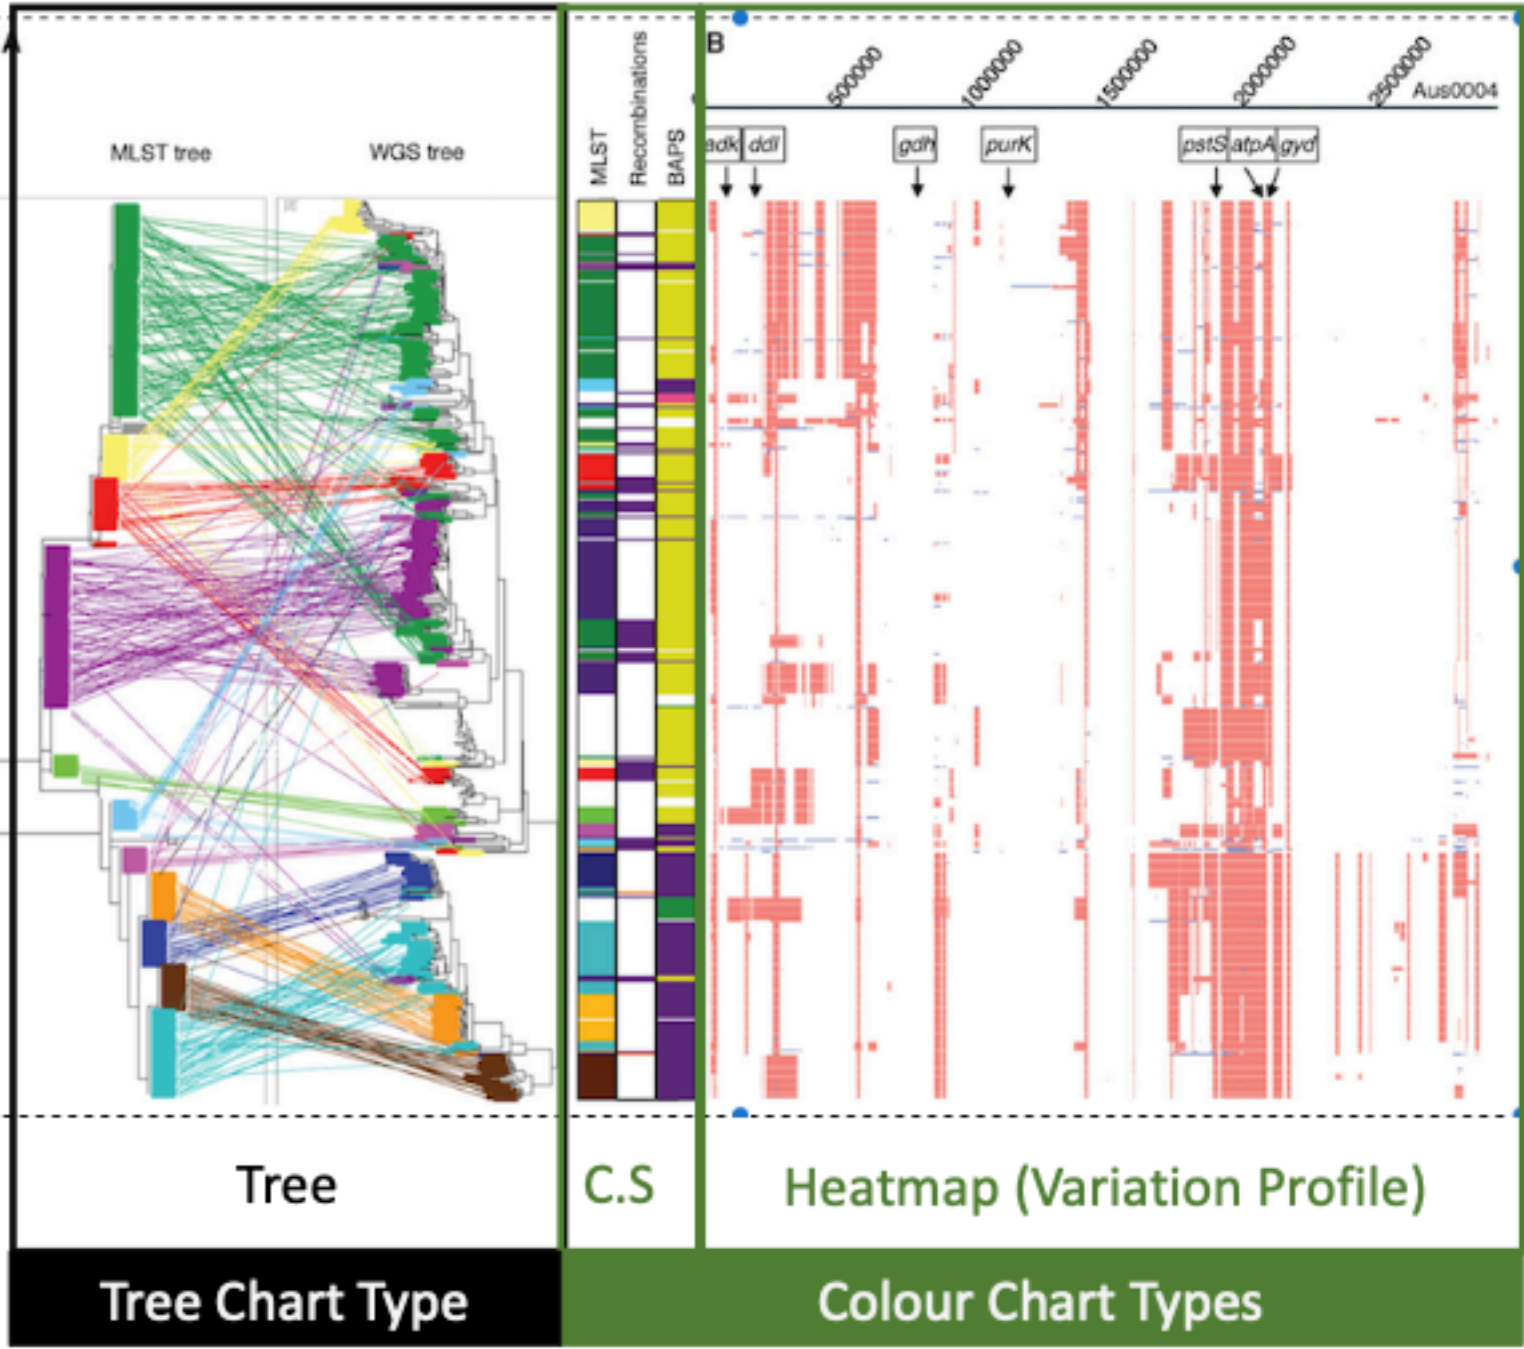 A
MLST tree
WGS tree
MLST
Recombinations
BAPS
B
500000
1000000
1500000
2000000
2500000
Aus0004
adk
ddl
gdh
purK
pstS
atpA
gyd
Tree
C.S
Heatmap (Variation Profile)
Tree Chart Type
Colour Chart Types